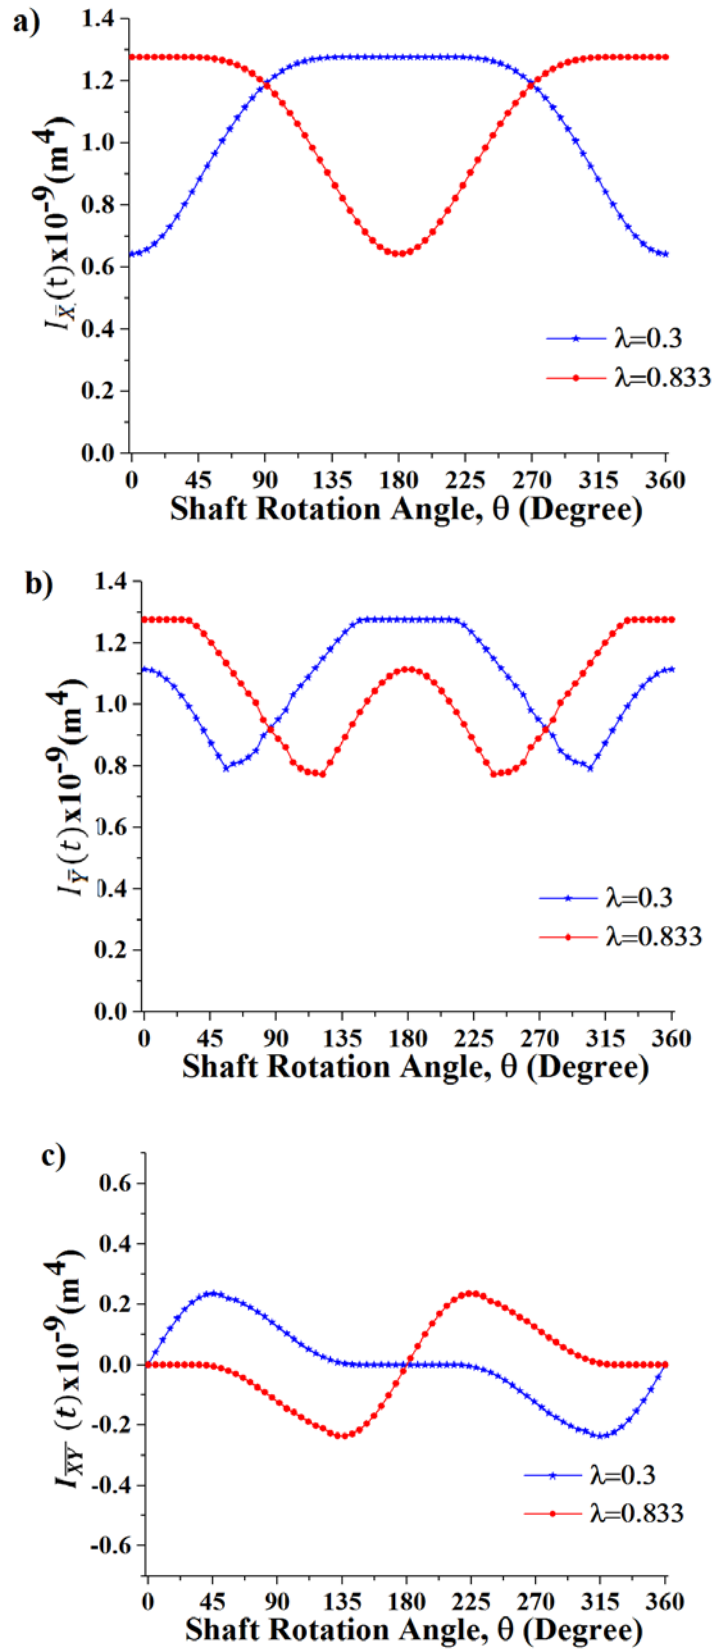 a)
1.4
1.2
1.0
0.8
0.6
0.4
0.2
0.0
I_X̄(t)x10⁻⁹(m⁴)
λ=0.3
λ=0.833
0 45 90 135 180 225 270 315 360
Shaft Rotation Angle, θ (Degree)
b)
1.4
1.2
1.0
0.8
0.6
0.4
0.2
0.0
I_Ȳ(t)x10⁻⁹(m⁴)
λ=0.3
λ=0.833
0 45 90 135 180 225 270 315 360
Shaft Rotation Angle, θ (Degree)
c)
0.6
0.4
0.2
0.0
-0.2
-0.4
-0.6
I_X̄Ȳ (t)x10⁻⁹(m⁴)
λ=0.3
λ=0.833
0 45 90 135 180 225 270 315 360
Shaft Rotation Angle, θ (Degree)